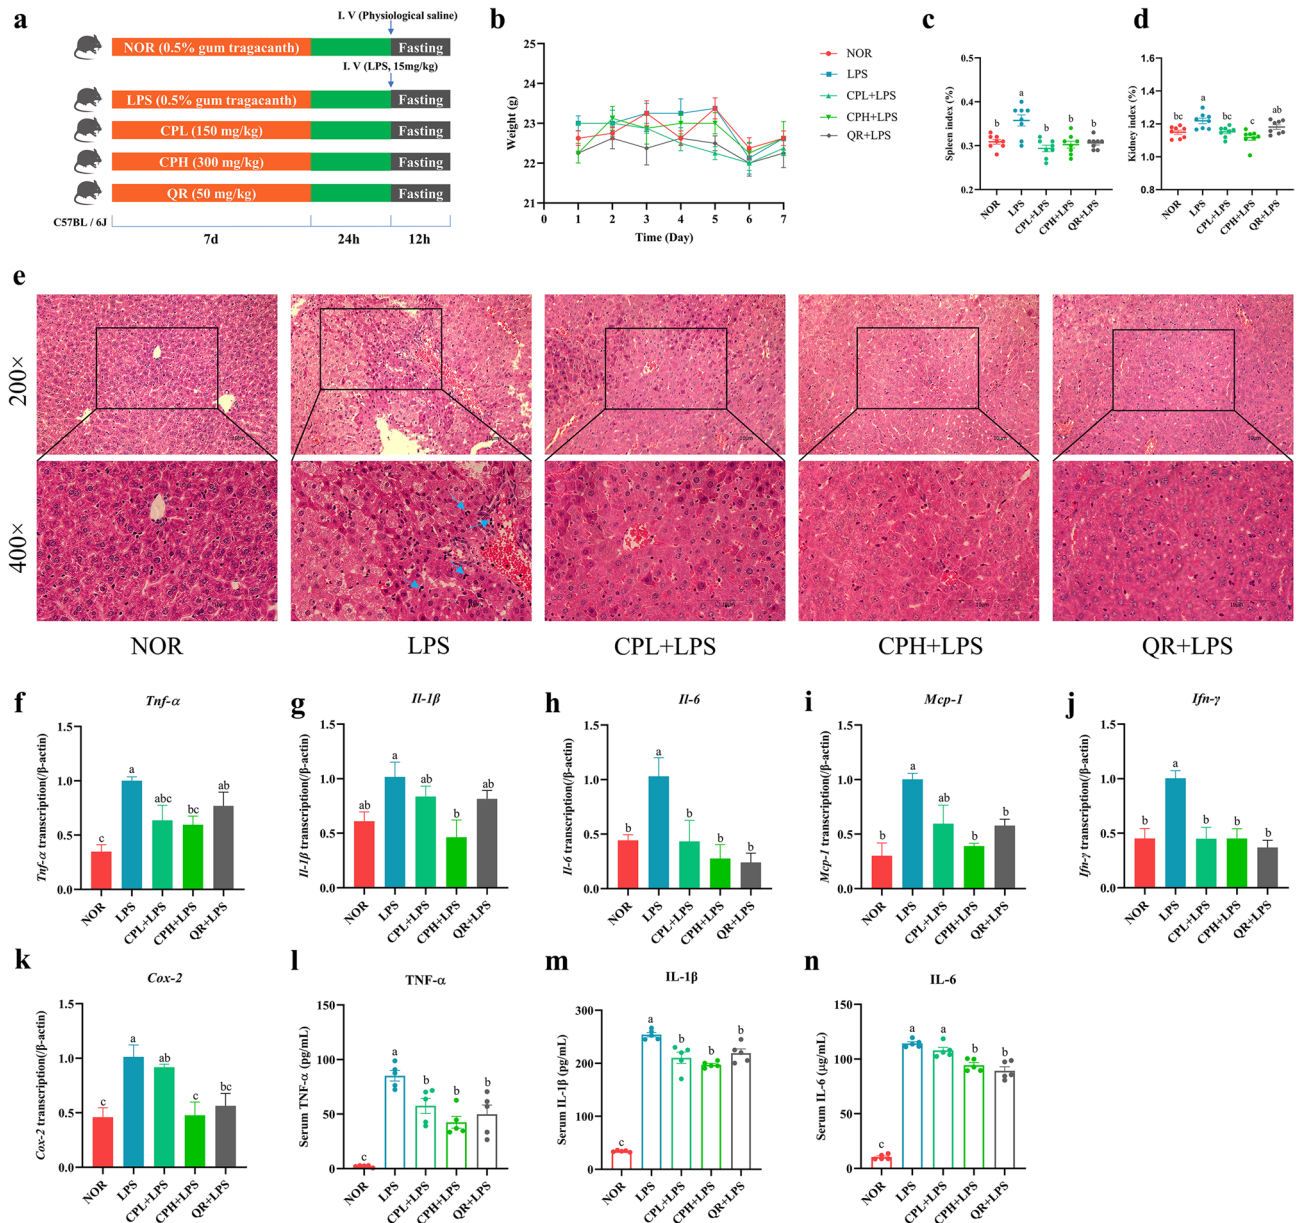 a
I. V (Physiological saline)
NOR (0.5% gum tragacanth)
Fasting
I. V (LPS, 15mg/kg)
LPS (0.5% gum tragacanth)
Fasting
CPL (150 mg/kg)
Fasting
CPH (300 mg/kg)
Fasting
QR (50 mg/kg)
Fasting
C57BL / 6J
7d
24h
12h
b
Weight (g)
25
24
23
22
21
20
0
1
2
3
4
5
6
7
Time (Day)
NOR
LPS
CPL+LPS
CPH+LPS
QR+LPS
c
Spleen index (%)
0.5
0.4
0.3
0.2
b
a
b
b
b
NOR
LPS
CPL+LPS
CPH+LPS
QR+LPS
d
Kidney index (%)
1.6
1.4
1.2
1.0
0.8
bc
a
bc
c
ab
NOR
LPS
CPL+LPS
CPH+LPS
QR+LPS
e
200×
400×
NOR
LPS
CPL+LPS
CPH+LPS
QR+LPS
f
Tnf-α
Tnf-α transcription(/β-actin)
1.5
1.0
0.5
0.0
c
a
abc
bc
ab
NOR
LPS
CPL+LPS
CPH+LPS
QR+LPS
g
Il-1β
Il-1β transcription(/β-actin)
1.5
1.0
0.5
0.0
ab
a
ab
b
ab
NOR
LPS
CPL+LPS
CPH+LPS
QR+LPS
h
Il-6
Il-6 transcription(/β-actin)
1.5
1.0
0.5
0.0
b
a
b
b
b
NOR
LPS
CPL+LPS
CPH+LPS
QR+LPS
i
Mcp-1
Mcp-1 transcription(/β-actin)
1.5
1.0
0.5
0.0
b
a
ab
b
b
NOR
LPS
CPL+LPS
CPH+LPS
QR+LPS
j
Ifn-γ
Ifn-γ transcription(/β-actin)
1.5
1.0
0.5
0.0
b
a
b
b
b
NOR
LPS
CPL+LPS
CPH+LPS
QR+LPS
k
Cox-2
Cox-2 transcription(/β-actin)
1.5
1.0
0.5
0.0
c
a
ab
c
bc
NOR
LPS
CPL+LPS
CPH+LPS
QR+LPS
l
TNF-α
Serum TNF-α (pg/mL)
150
100
50
0
c
a
b
b
b
NOR
LPS
CPL+LPS
CPH+LPS
QR+LPS
m
IL-1β
Serum IL-1β (pg/mL)
300
200
100
0
c
a
b
b
b
NOR
LPS
CPL+LPS
CPH+LPS
QR+LPS
n
IL-6
Serum IL-6 (μg/mL)
150
100
50
0
c
a
a
b
b
NOR
LPS
CPL+LPS
CPH+LPS
QR+LPS